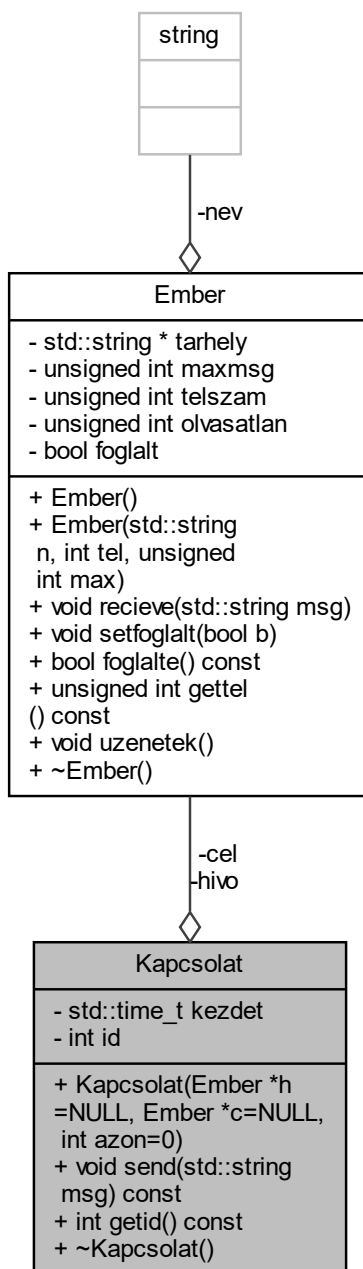 string
-nev
Ember
- std::string * tarhely
- unsigned int maxmsg
- unsigned int telszam
- unsigned int olvasatlan
- bool foglalt
+ Ember()
+ Ember(std::string
n, int tel, unsigned
int max)
+ void recieve(std::string msg)
+ void setfoglalt(bool b)
+ bool foglalte() const
+ unsigned int gettel
() const
+ void uzenetek()
+ ~Ember()
-cel
-hivo
Kapcsolat
- std::time_t kezdet
- int id
+ Kapcsolat(Ember *h
=NULL, Ember *c=NULL,
int azon=0)
+ void send(std::string
msg) const
+ int getid() const
+ ~Kapcsolat()